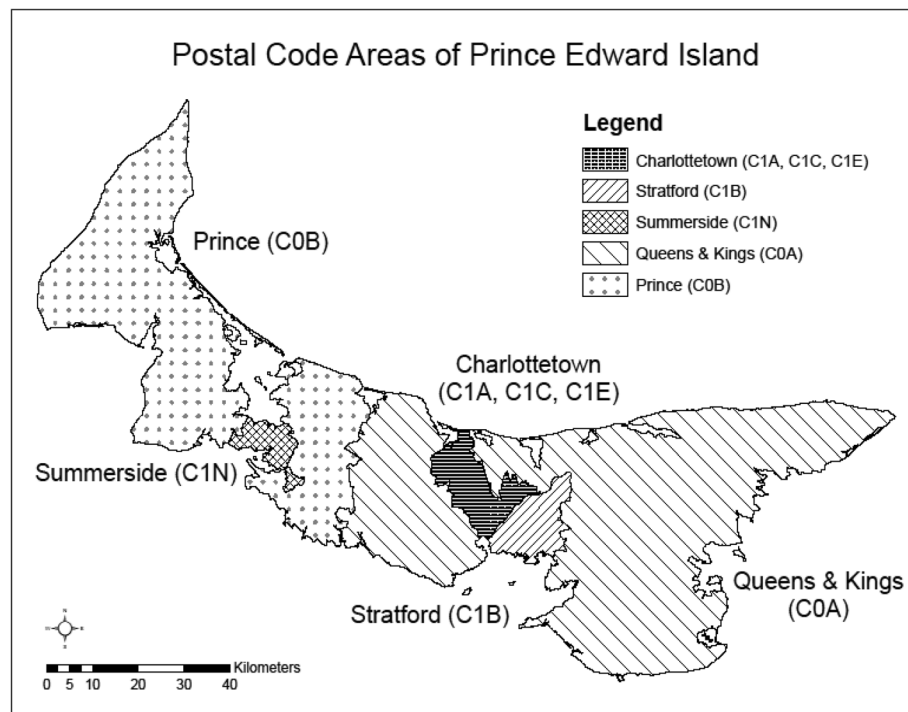 Postal Code Areas of Prince Edward Island
Legend
Charlottetown (C1A, C1C, C1E)
Stratford (C1B)
Summerside (C1N)
Queens & Kings (C0A)
Prince (C0B)
Prince (C0B)
Charlottetown
(C1A, C1C, C1E)
Summerside (C1N)
Stratford (C1B)
Queens & Kings
(C0A)
N
S
Kilometers
0 5 10 20 30 40